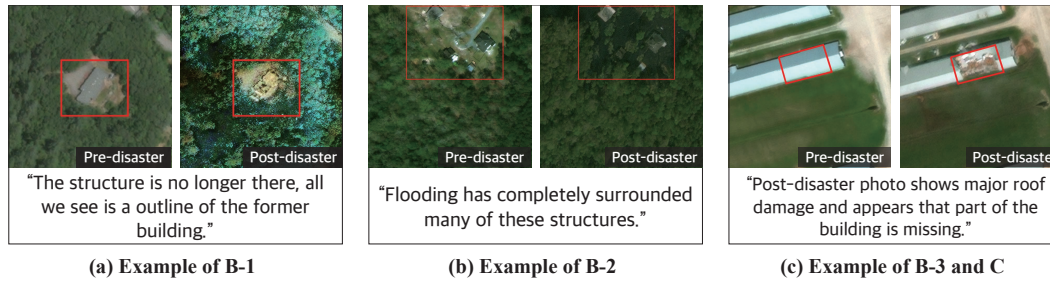 Pre-disaster
Post-disaster
"The structure is no longer there, all
we see is a outline of the former
building."
(a) Example of B-1
Pre-disaster
Post-disaster
"Flooding has completely surrounded
many of these structures."
(b) Example of B-2
Pre-disaster
Post-disaste
"Post-disaster photo shows major roof
damage and appears that part of the
building is missing."
(c) Example of B-3 and C